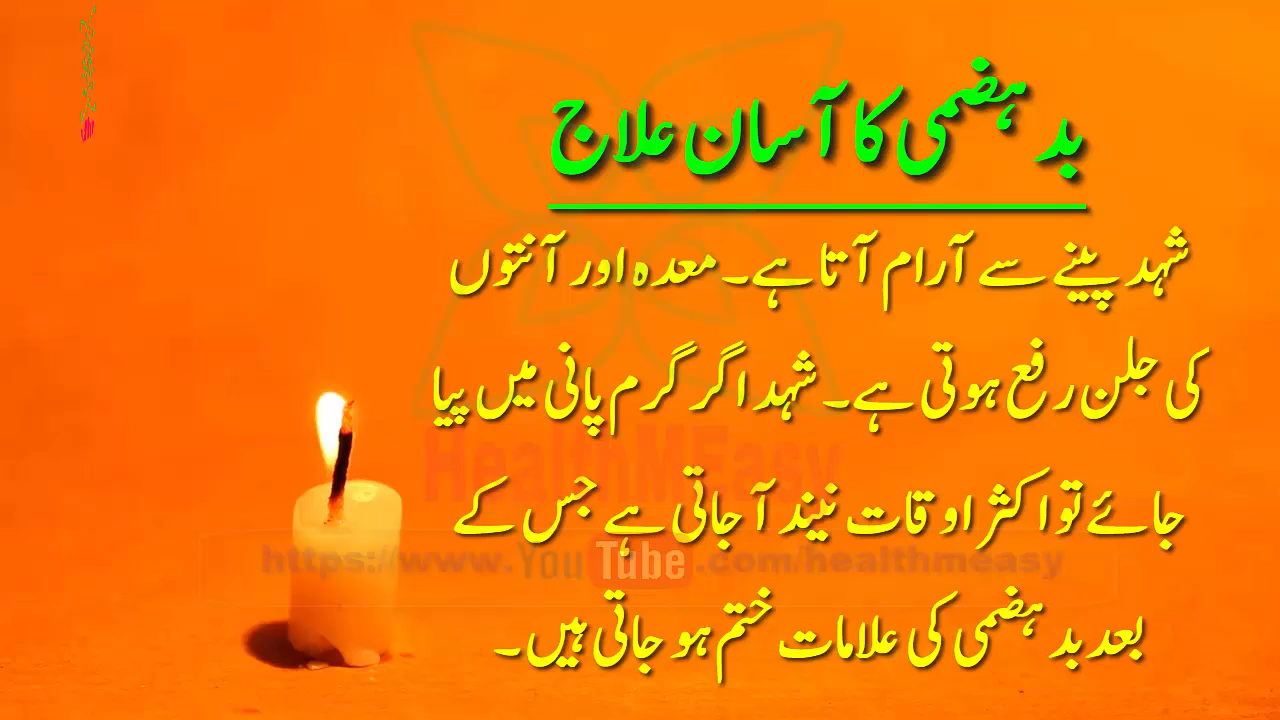 بد ہضمی کا آسان علاج
شہد پینے سے آرام آتا ہے۔ معدہ اور آنتوں
کی جلن رفع ہوتی ہے۔ شہد اگر گرم پانی میں پیا
HealthMEasy
جائے تو اکثر اوقات نیند آ جاتی ہے جس کے
https://www.YouTube.com/healthmeasy
بعد بد ہضمی کی علامات ختم ہو جاتی ہیں۔